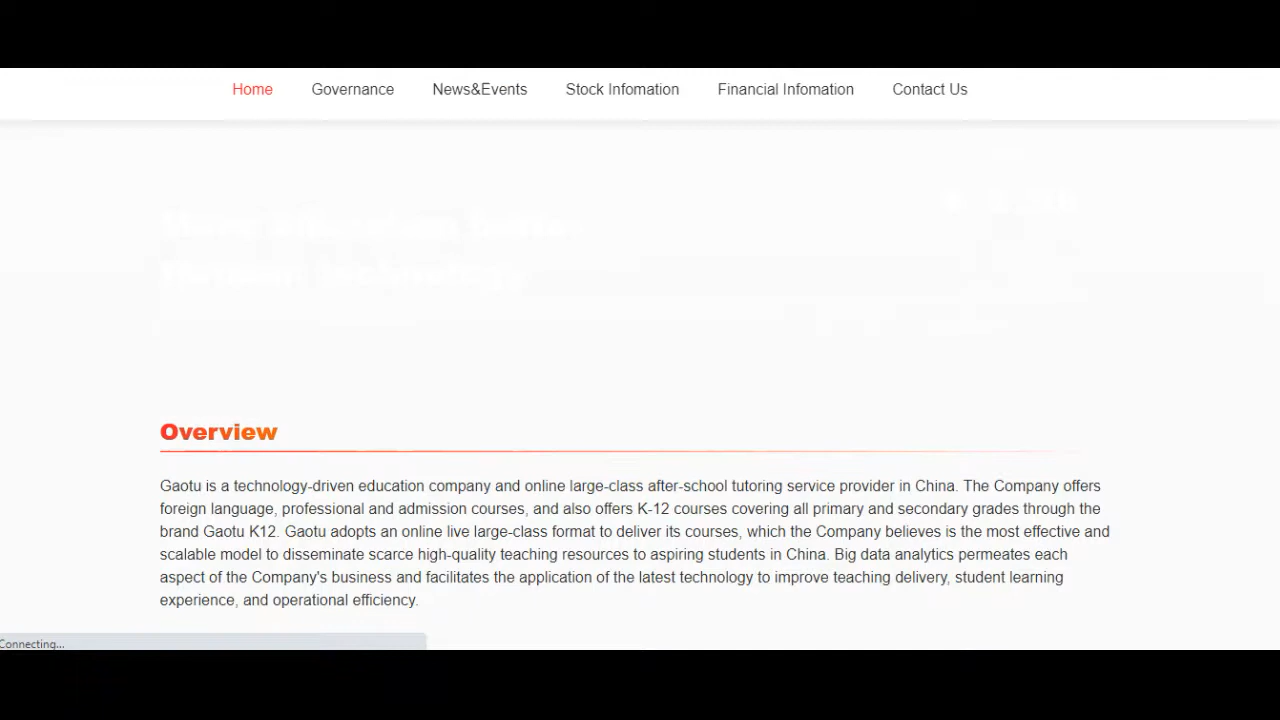 Home Governance News&Events Stock Infomation Financial Infomation Contact Us
Overview
Gaotu is a technology-driven education company and online large-class after-school tutoring service provider in China. The Company offers
foreign language, professional and admission courses, and also offers K-12 courses covering all primary and secondary grades through the
brand Gaotu K12. Gaotu adopts an online live large-class format to deliver its courses, which the Company believes is the most effective and
scalable model to disseminate scarce high-quality teaching resources to aspiring students in China. Big data analytics permeates each
aspect of the Company's business and facilitates the application of the latest technology to improve teaching delivery, student learning
experience, and operational efficiency.
Connecting...